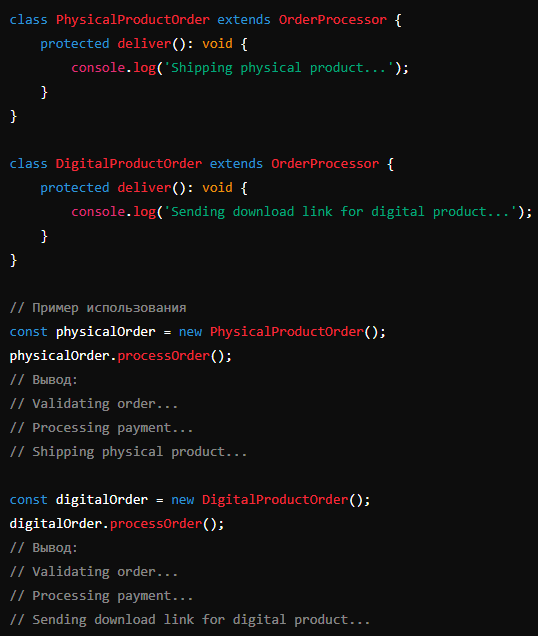 class PhysicalProductOrder extends OrderProcessor {
    protected deliver(): void {
        console.log('Shipping physical product...');
    }
}

class DigitalProductOrder extends OrderProcessor {
    protected deliver(): void {
        console.log('Sending download link for digital product...');
    }
}

// Пример использования
const physicalOrder = new PhysicalProductOrder();
physicalOrder.processOrder();
// Вывод:
// Validating order...
// Processing payment...
// Shipping physical product...

const digitalOrder = new DigitalProductOrder();
digitalOrder.processOrder();
// Вывод:
// Validating order...
// Processing payment...
// Sending download link for digital product...